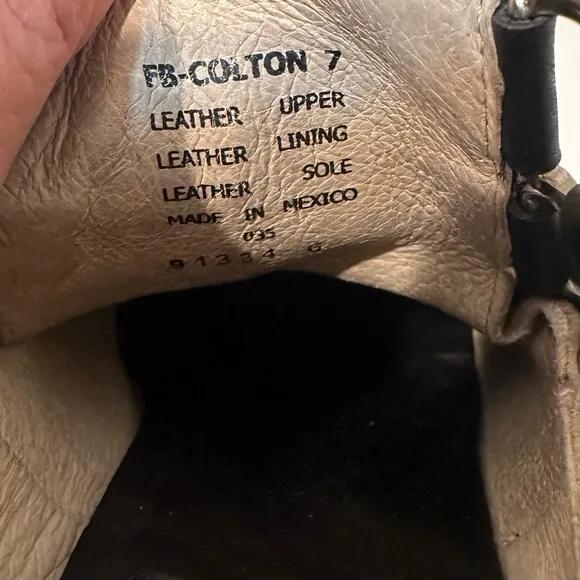 FB-COLTON 7
LEATHER UPPER
LEATHER LINING
LEATHER SOLE
MADE IN MEXICO
035
91334 6